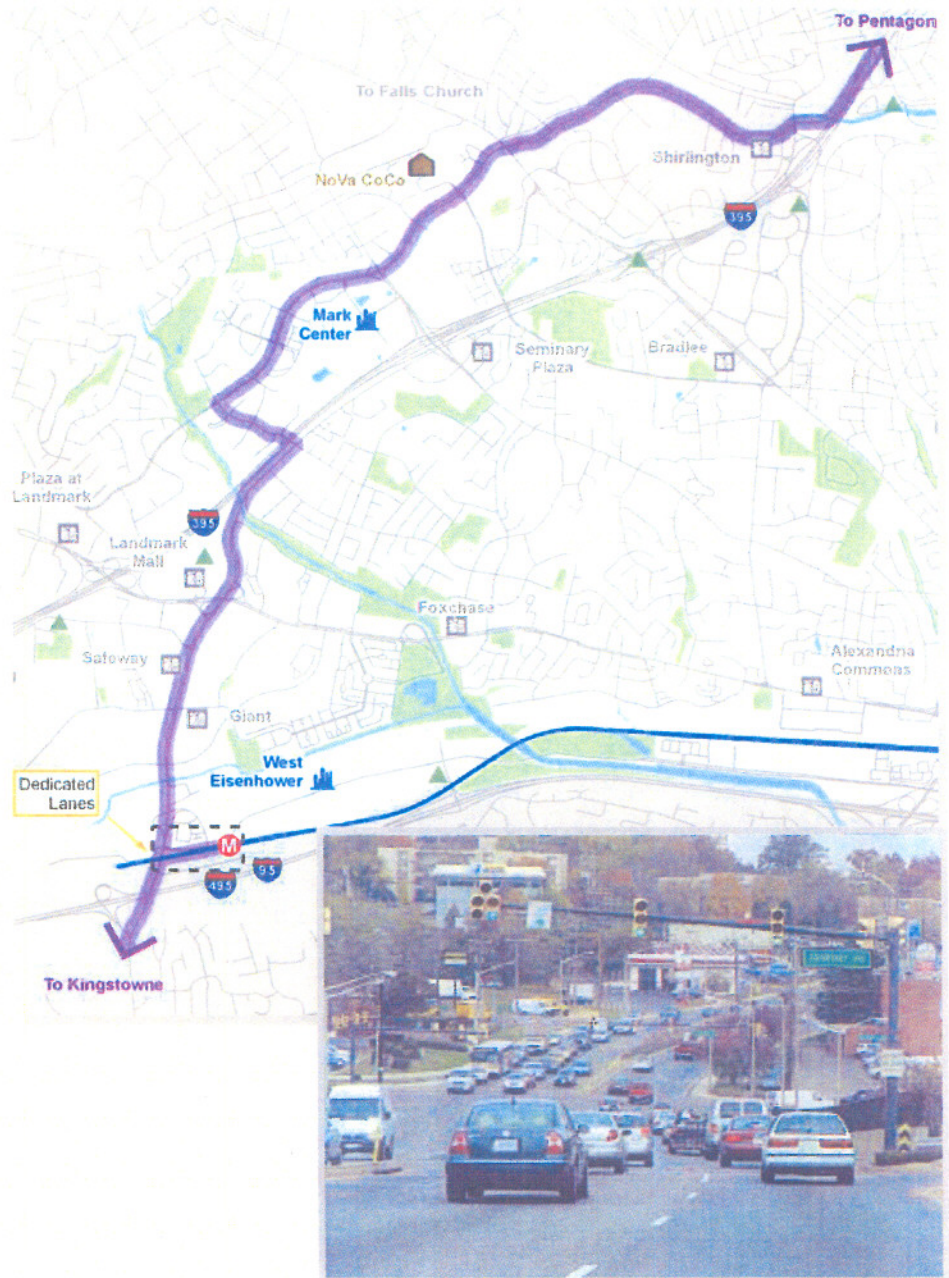 To Pentagon
To Falls Church
Shirlington
NoVa CoCo
395
Mark
Center
Seminary
Plaza
Bradlee
Plaza at
Landmark
395
Landmark
Mall
Foxchase
Safeway
Alexandria
Commons
Giant
West
Eisenhower
Dedicated
Lanes
M
495
95
To Kingstowne